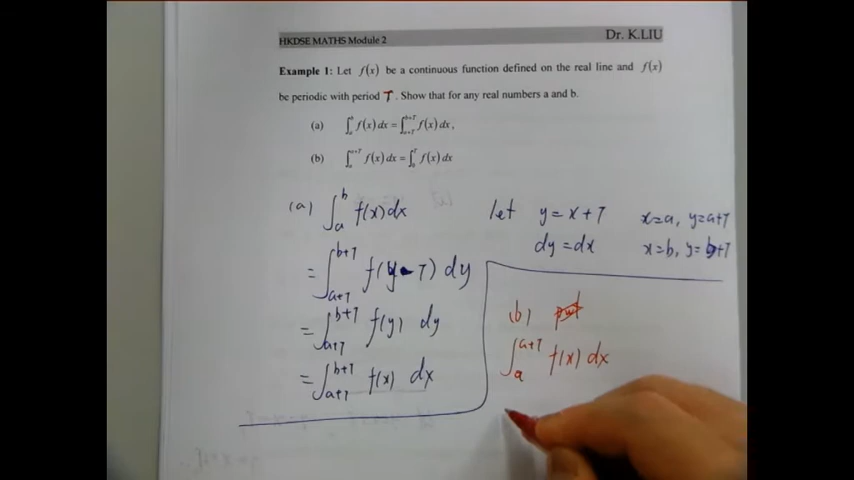 HKDSE MATHS Module 2 Dr. K.LIU
Example 1: Let f(x) be a continuous function defined on the real line and f(x)
be periodic with period T. Show that for any real numbers a and b.
(a) ∫_a^b f(x)dx = ∫_{a+T}^{b+T} f(x)dx,
(b) ∫_a^{a+T} f(x)dx = ∫_0^T f(x)dx
(a) ∫_a^b f(x)dx
= ∫_{a+T}^{b+T} f(y-T) dy
= ∫_{a+T}^{b+T} f(y) dy
= ∫_{a+T}^{b+T} f(x) dx
let y = x+T x=a, y=a+T
dy = dx x=b, y=b+T
(b)
∫_a^{a+T} f(x) dx